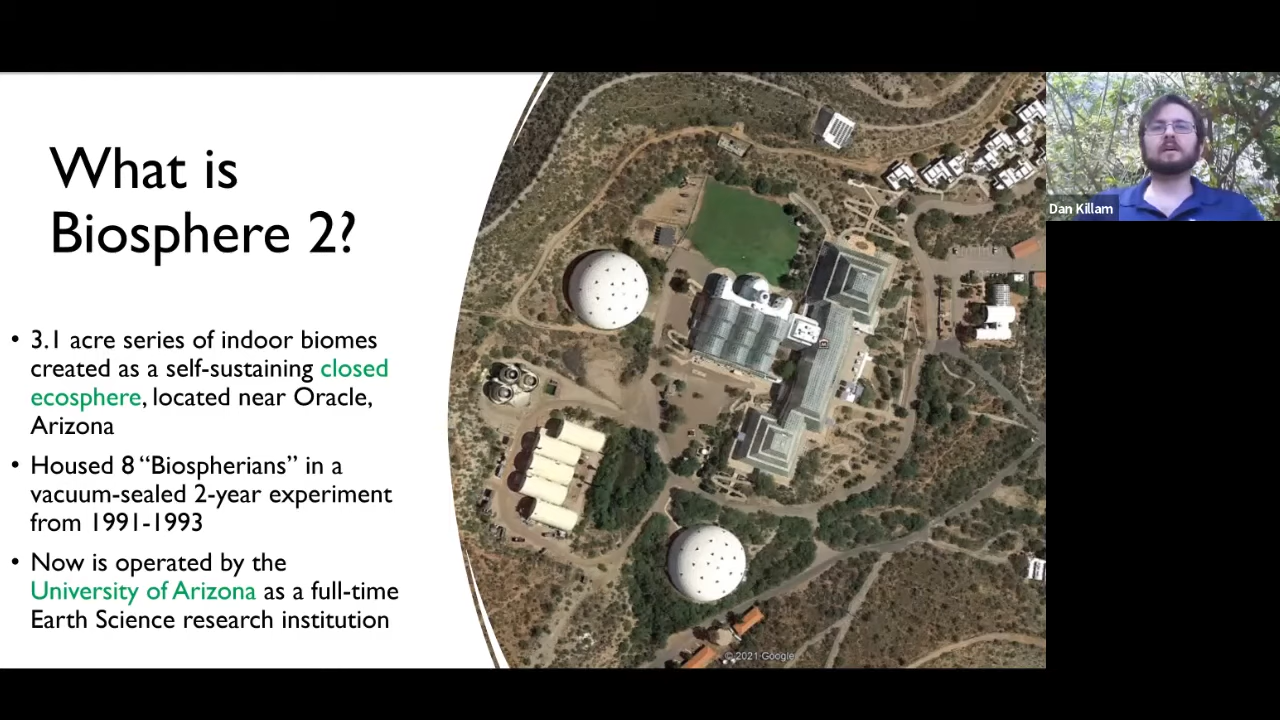 What is
Biosphere 2?
• 3.1 acre series of indoor biomes
created as a self-sustaining closed
ecosphere, located near Oracle,
Arizona
• Housed 8 “Biospherians” in a
vacuum-sealed 2-year experiment
from 1991-1993
• Now is operated by the
University of Arizona as a full-time
Earth Science research institution
© 2021 Google
Dan Killam